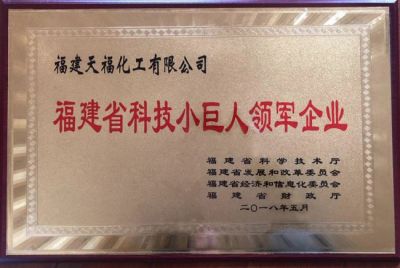 福建天福化工有限公司
福建省科技小巨人领军企业
福建省科学技术厅
福建省发展和改革委员会
福建省经济和信息化委员会
福建省财政厅
二〇一八年五月